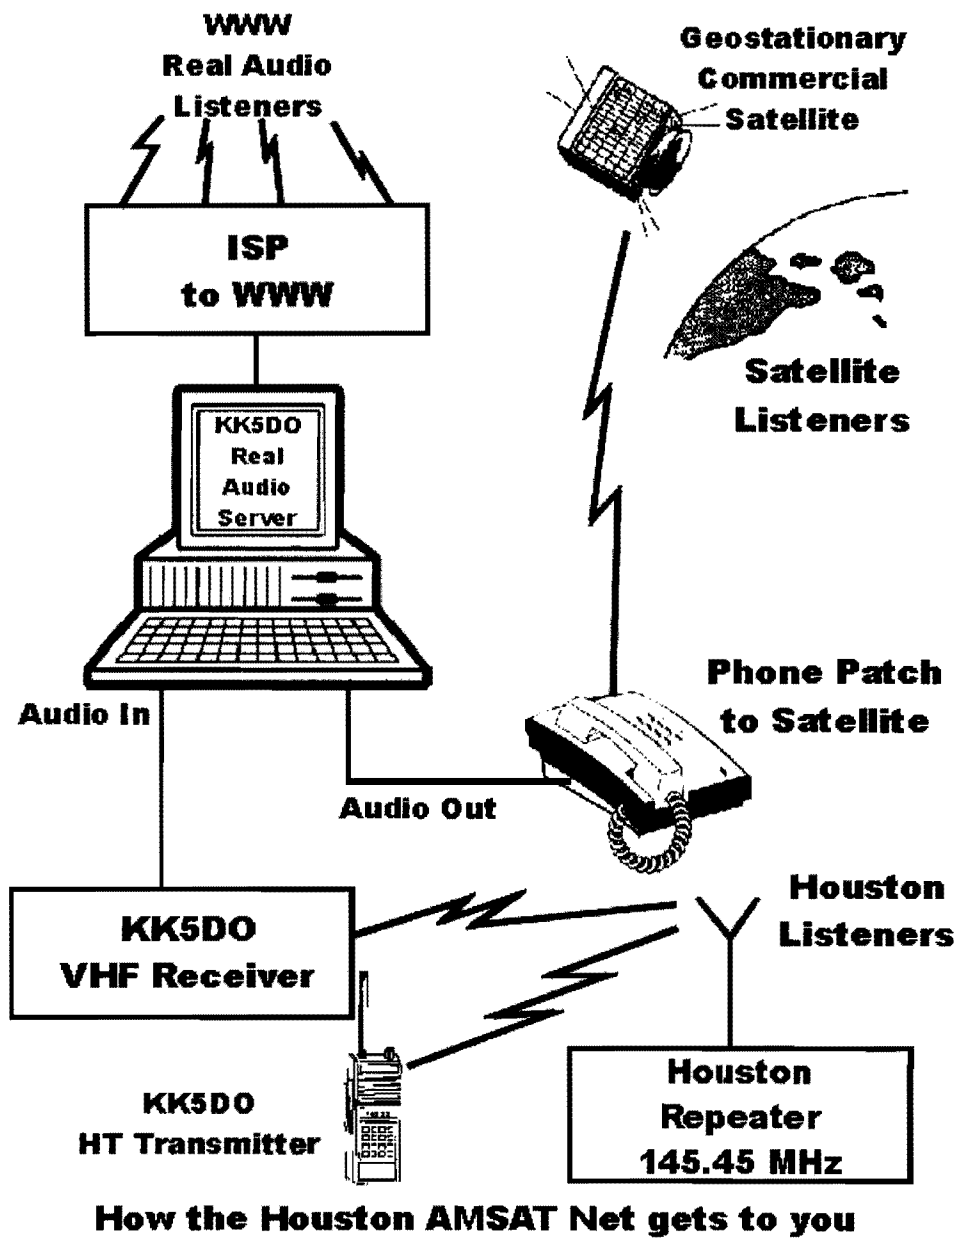 WWW
Real Audio
Listeners
Geostationary
Commercial
Satellite
ISP
to WWW
Satellite
Listeners
KK5DO
Real
Audio
Server
Phone Patch
to Satellite
Audio In
Audio Out
Houston
Listeners
KK5DO
VHF Receiver
KK5DO
HT Transmitter
Houston
Repeater
145.45 MHz
How the Houston AMSAT Net gets to you